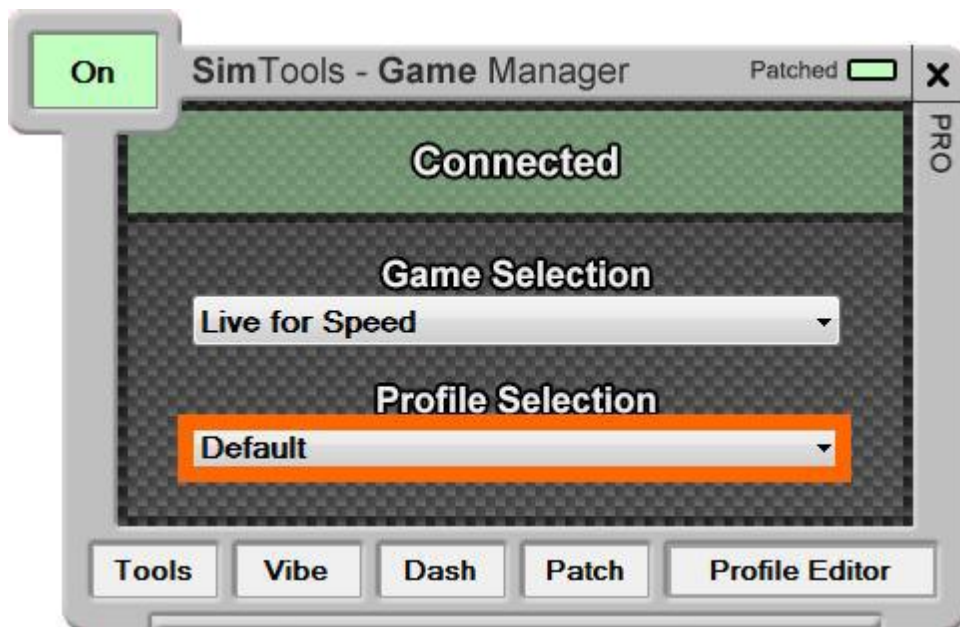 On
SimTools - Game Manager
Patched
X
PRO
Connected
Game Selection
Live for Speed
Profile Selection
Default
Tools
Vibe
Dash
Patch
Profile Editor